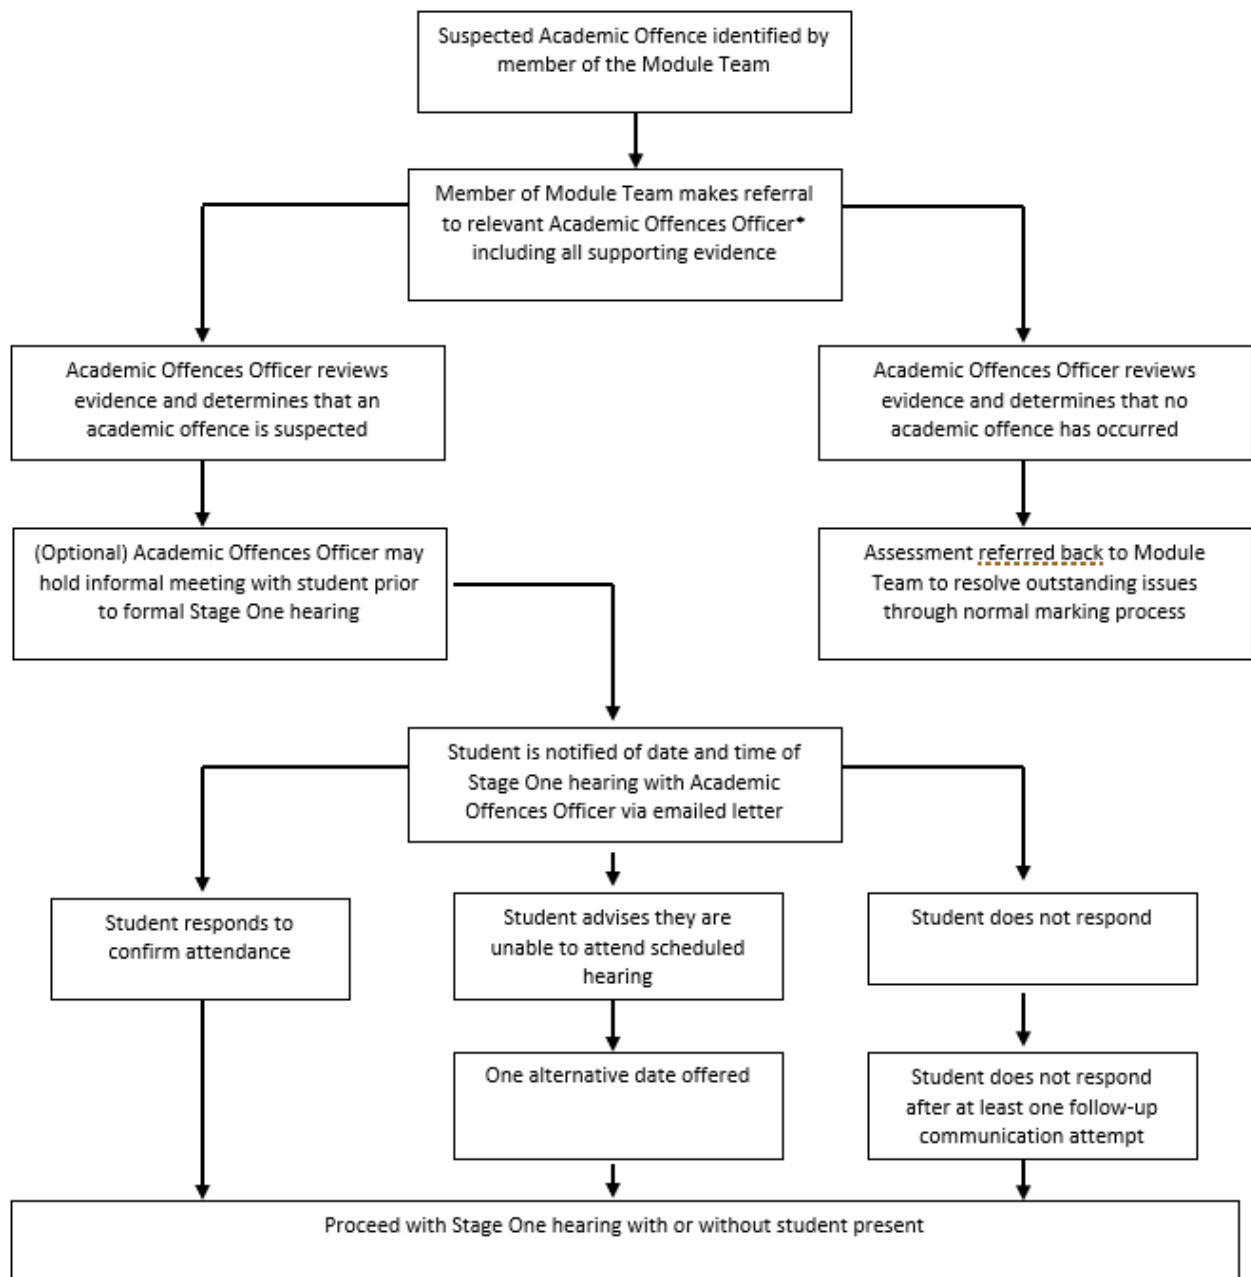 Suspected Academic Offence identified by
member of the Module Team
Member of Module Team makes referral
to relevant Academic Offences Officer*
including all supporting evidence
Academic Offences Officer reviews
evidence and determines that an
academic offence is suspected
Academic Offences Officer reviews
evidence and determines that no
academic offence has occurred
(Optional) Academic Offences Officer may
hold informal meeting with student prior
to formal Stage One hearing
Assessment referred back to Module
Team to resolve outstanding issues
through normal marking process
Student is notified of date and time of
Stage One hearing with Academic
Offences Officer via emailed letter
Student responds to
confirm attendance
Student advises they are
unable to attend scheduled
hearing
Student does not respond
One alternative date offered
Student does not respond
after at least one follow-up
communication attempt
Proceed with Stage One hearing with or without student present